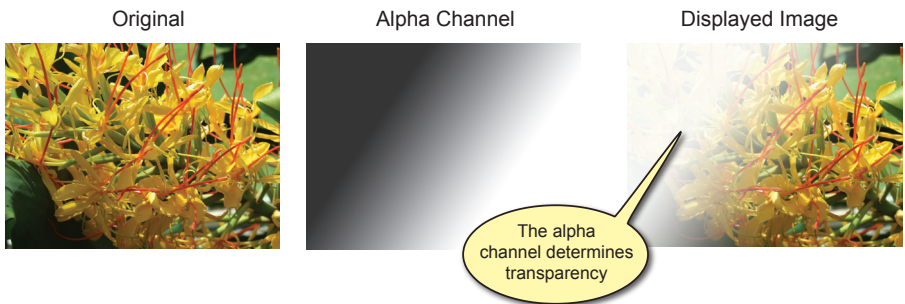 Original
Alpha Channel
Displayed Image
The alpha
channel determines
transparency